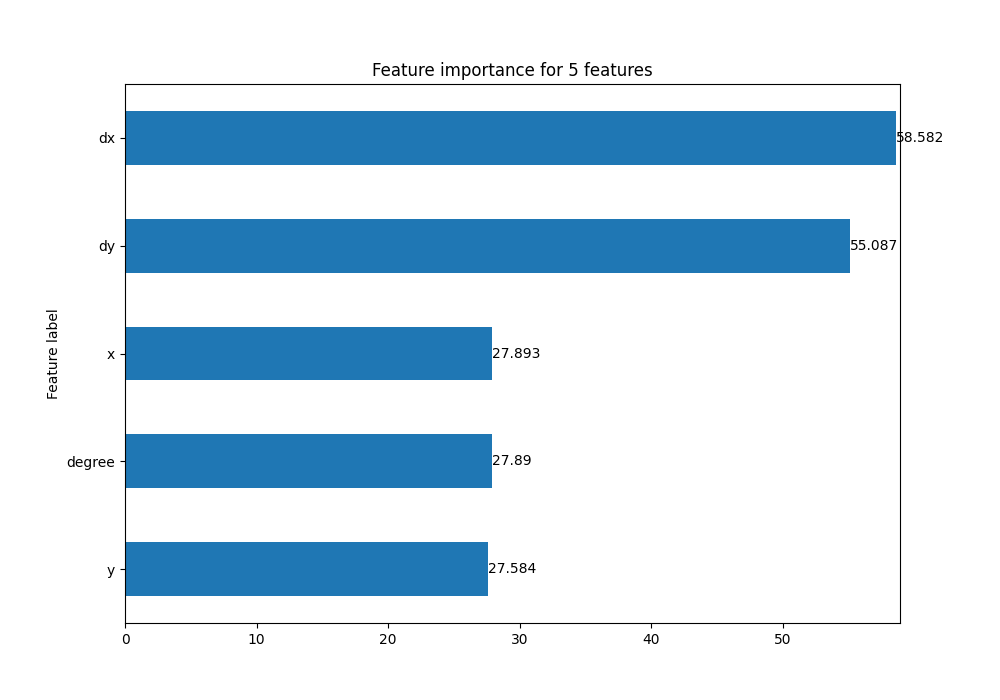 Feature importance for 5 features
dx
58.582
dy
55.087
Feature label
x
27.893
degree
27.89
y
27.584
0 10 20 30 40 50